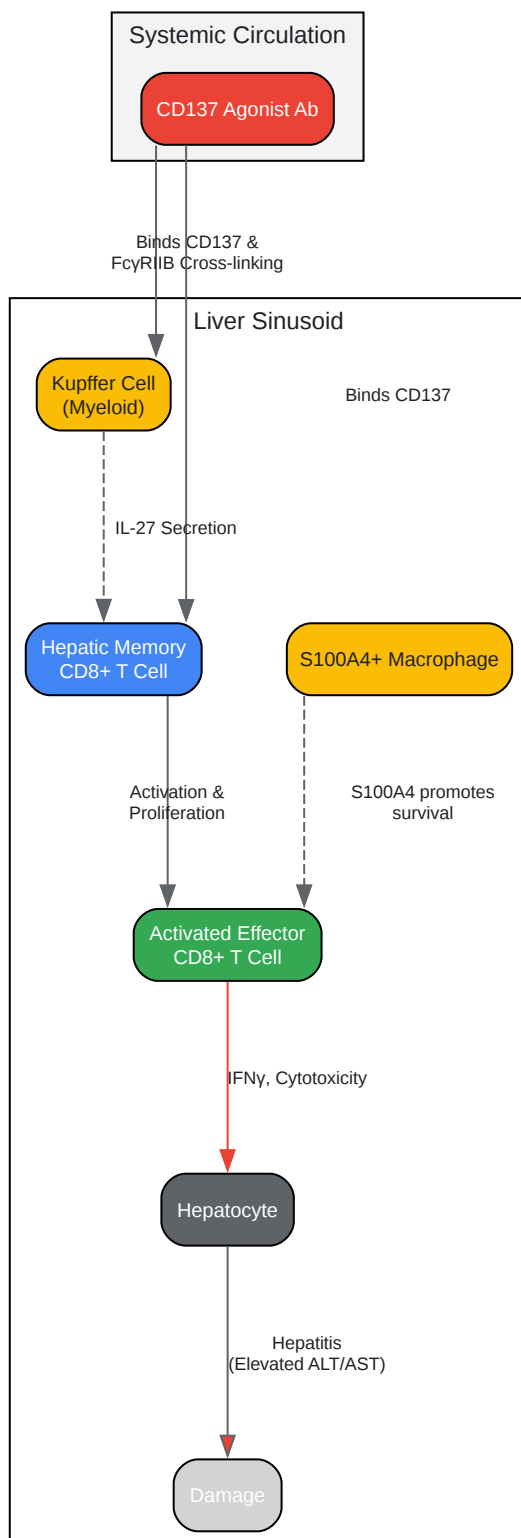 Systemic Circulation
CD137 Agonist Ab
Binds CD137 &
FcγRIIB Cross-linking
Liver Sinusoid
Kupffer Cell
(Myeloid)
Binds CD137
IL-27 Secretion
Hepatic Memory
CD8+ T Cell
S100A4+ Macrophage
Activation &
Proliferation
S100A4 promotes
survival
Activated Effector
CD8+ T Cell
IFNγ, Cytotoxicity
Hepatocyte
Hepatitis
(Elevated ALT/AST)
Damage